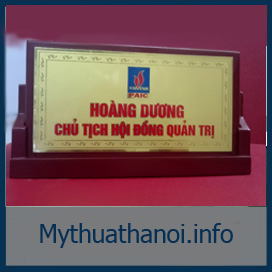 PAIC
HOÀNG DƯƠNG
CHỦ TỊCH HỘI ĐỒNG QUẢN TRỊ
Mythuathanoi.info